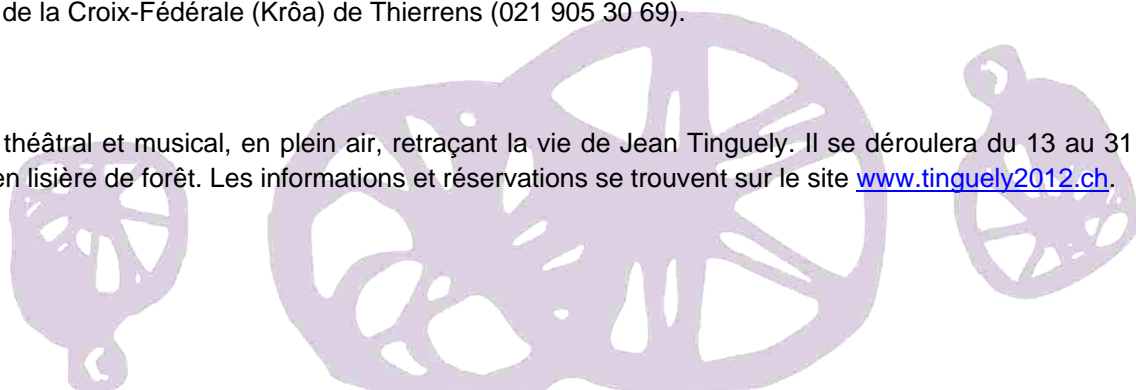 de la Croix-Fédérale (Krôa) de Thierrens (021 905 30 69).
théâtral et musical, en plein air, retraçant la vie de Jean Tinguely. Il se déroulera du 13 au 31
en lisière de forêt. Les informations et réservations se trouvent sur le site www.tinguely2012.ch.